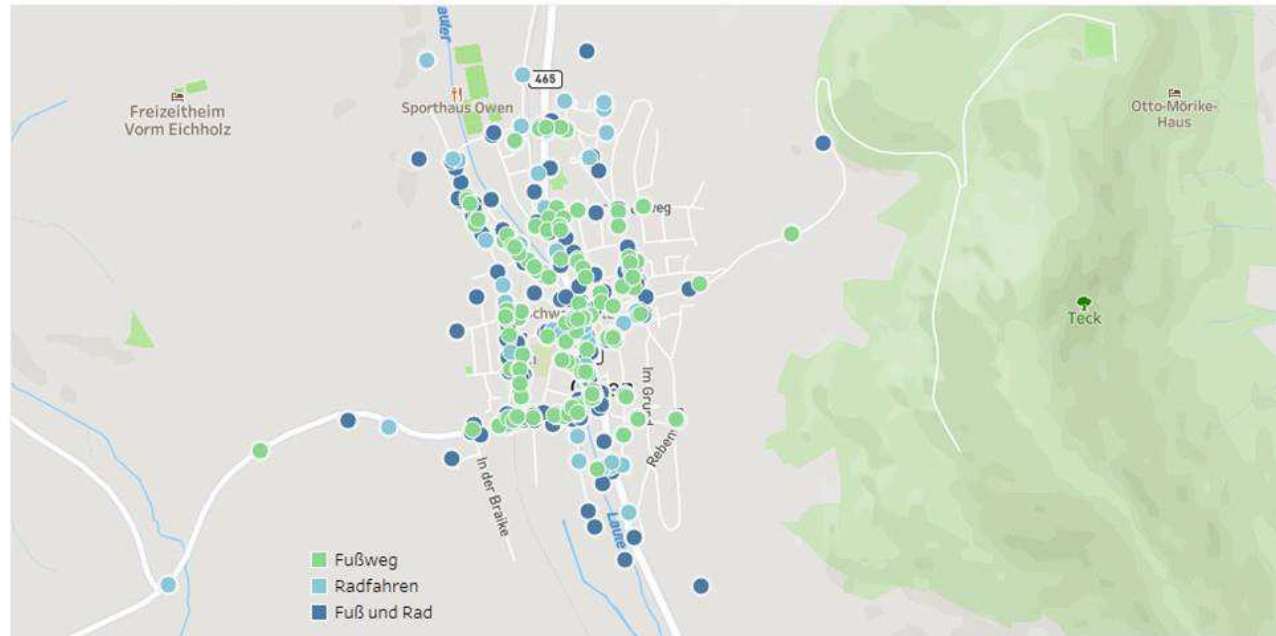 465
Sporthaus Owen
Freizeitheim
Vorm Eichholz
Otto-Mörike-
Haus
Teck
Im Grund
In der Braike
Fußweg
Radfahren
Fuß und Rad